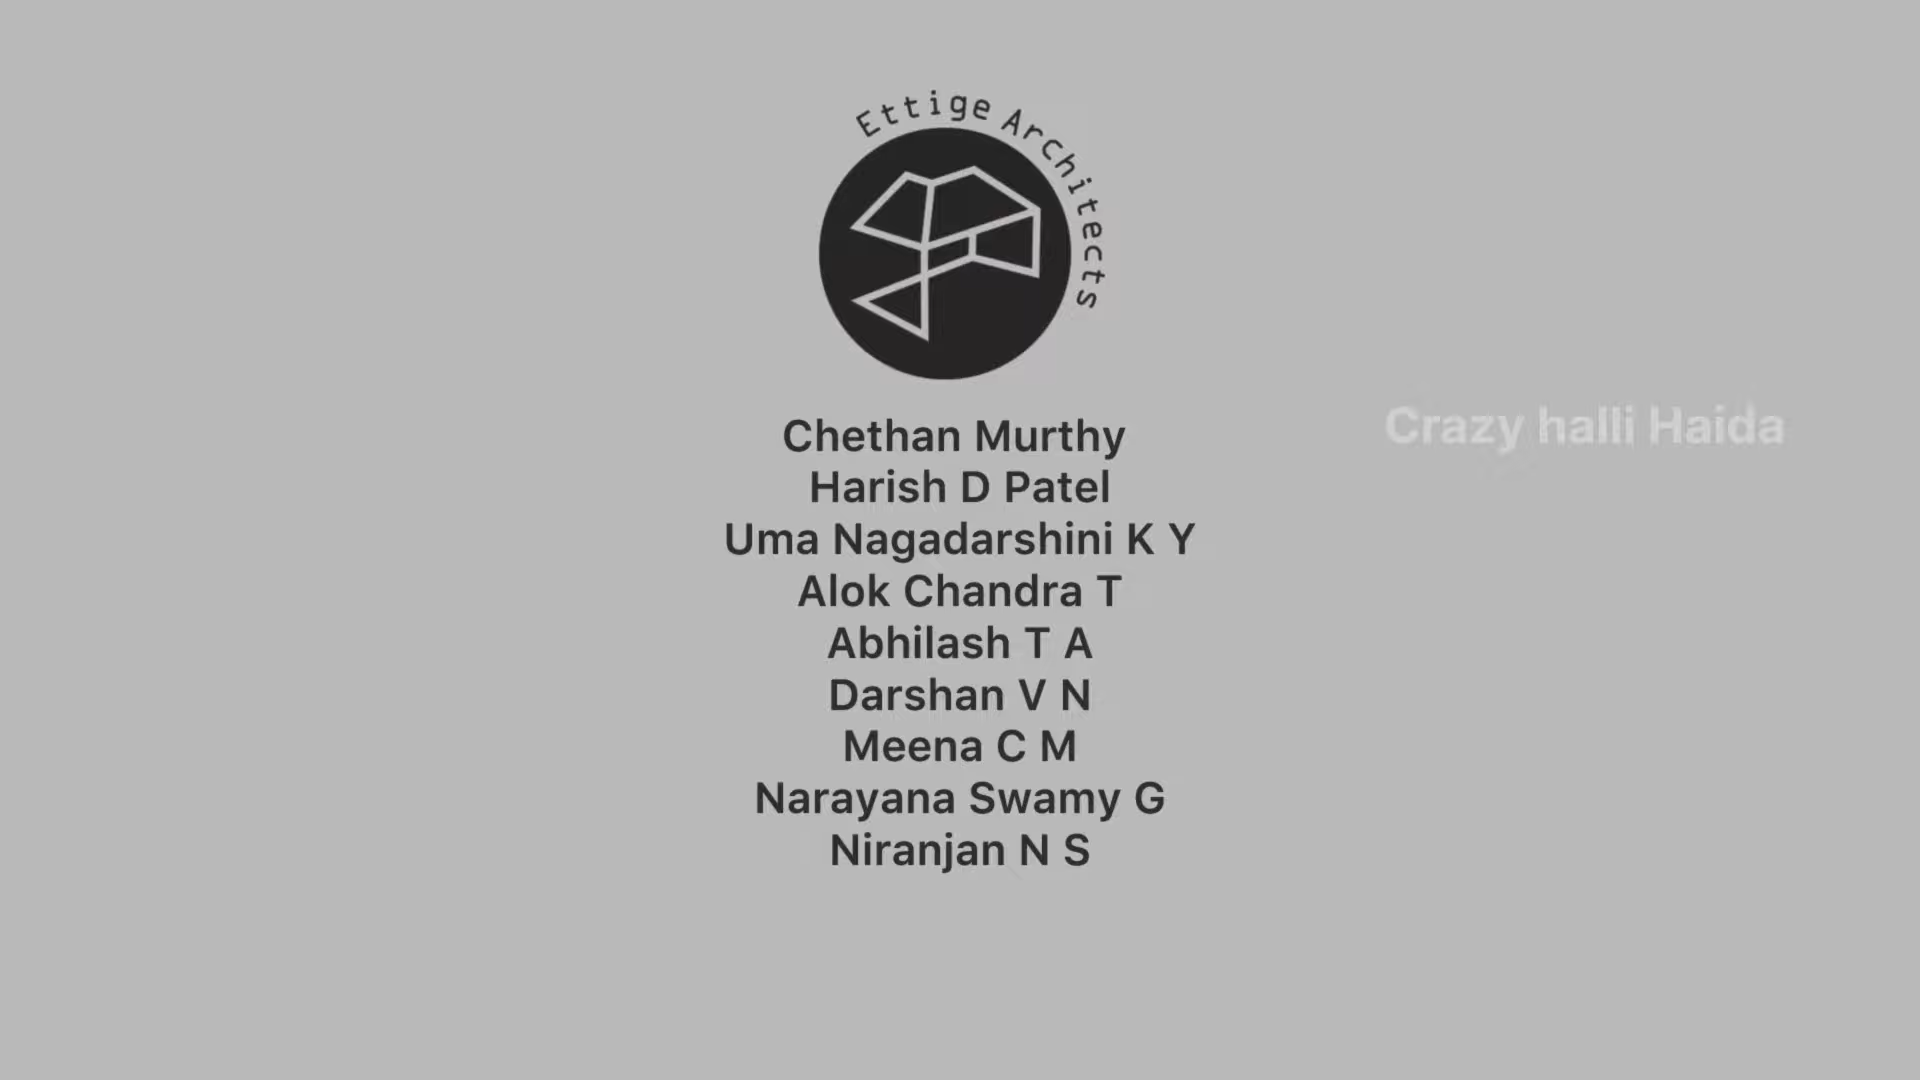 Ettige Architects
Chethan Murthy
Crazy halli Haida
Harish D Patel
Uma Nagadarshini K Y
Alok Chandra T
Abhilash T A
Darshan V N
Meena C M
Narayana Swamy G
Niranjan N S